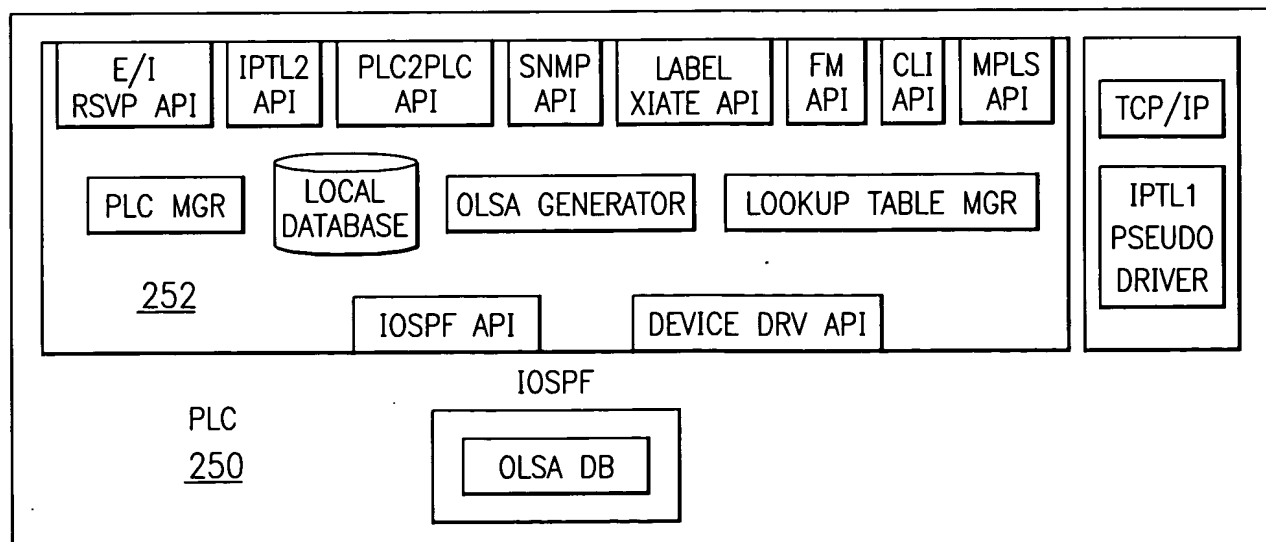 E/I
RSVP API
IPTL2
API
PLC2PLC
API
SNMP
API
LABEL
XIATE API
FM
API
CLI
API
MPLS
API
TCP/IP
PLC MGR
LOCAL
DATABASE
OLSA GENERATOR
LOOKUP TABLE MGR
IPTL1
PSEUDO
DRIVER
252
IOSPF API
DEVICE DRV API
IOSPF
PLC
250
OLSA DB